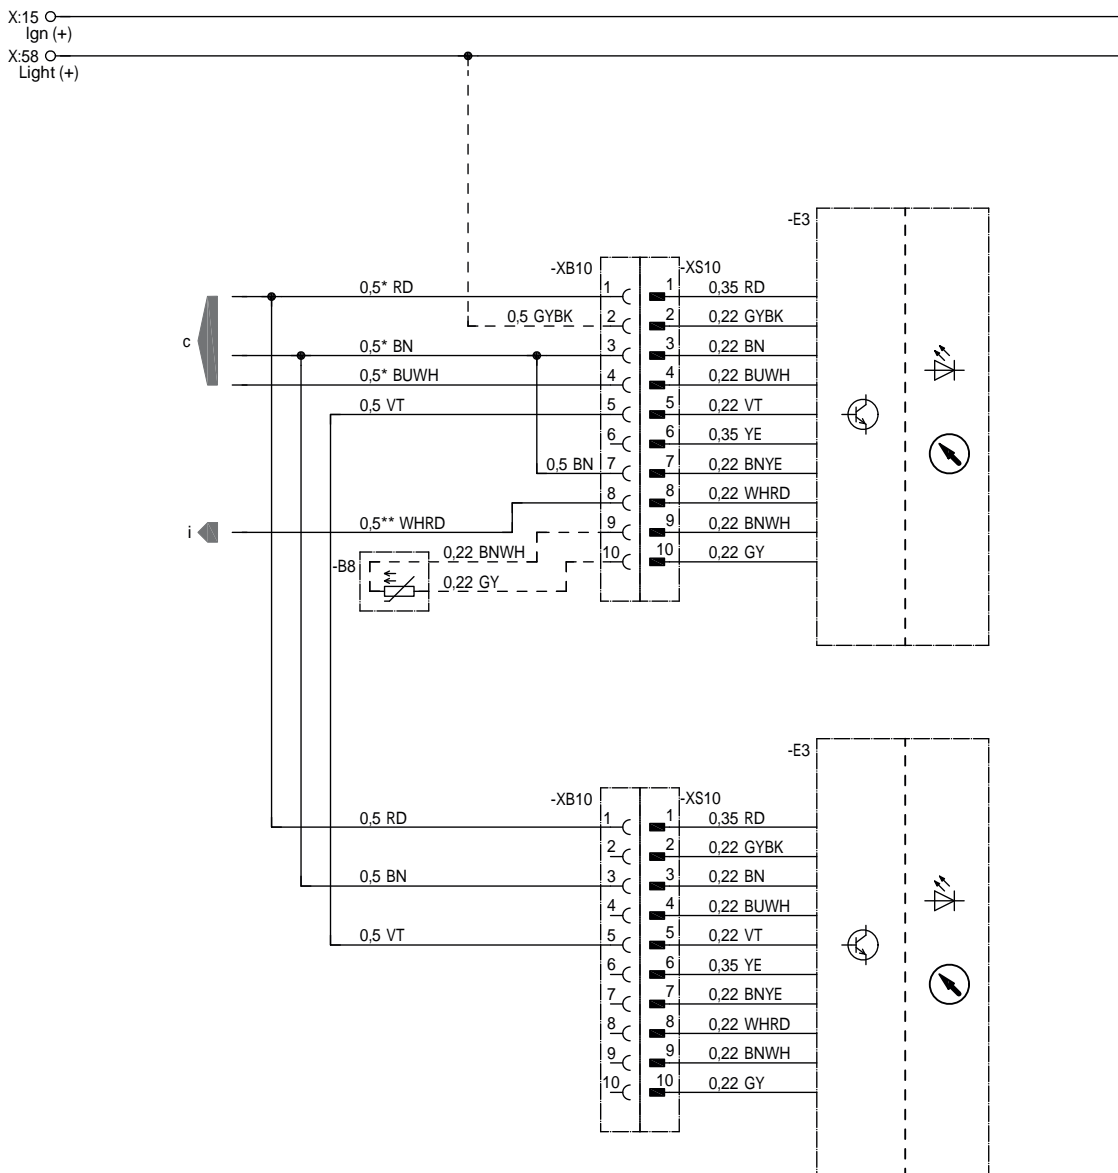 X:15
Ign (+)
X:58
Light (+)
-E3
-XB10 -XS10
0,5* RD 1 1 0,35 RD
0,5 GYBK 2 2 0,22 GYBK
0,5* BN 3 3 0,22 BN
c
0,5* BUWH 4 4 0,22 BUWH
0,5 VT 5 5 0,22 VT
6 6 0,35 YE
0,5 BN 7 7 0,22 BNYE
8 8 0,22 WHRD
i 0,5** WHRD 9 9 0,22 BNWH
0,22 BNWH 10 10 0,22 GY
-B8
0,22 GY
-E3
-XB10 -XS10
0,5 RD 1 1 0,35 RD
2 2 0,22 GYBK
0,5 BN 3 3 0,22 BN
4 4 0,22 BUWH
0,5 VT 5 5 0,22 VT
6 6 0,35 YE
7 7 0,22 BNYE
8 8 0,22 WHRD
9 9 0,22 BNWH
10 10 0,22 GY